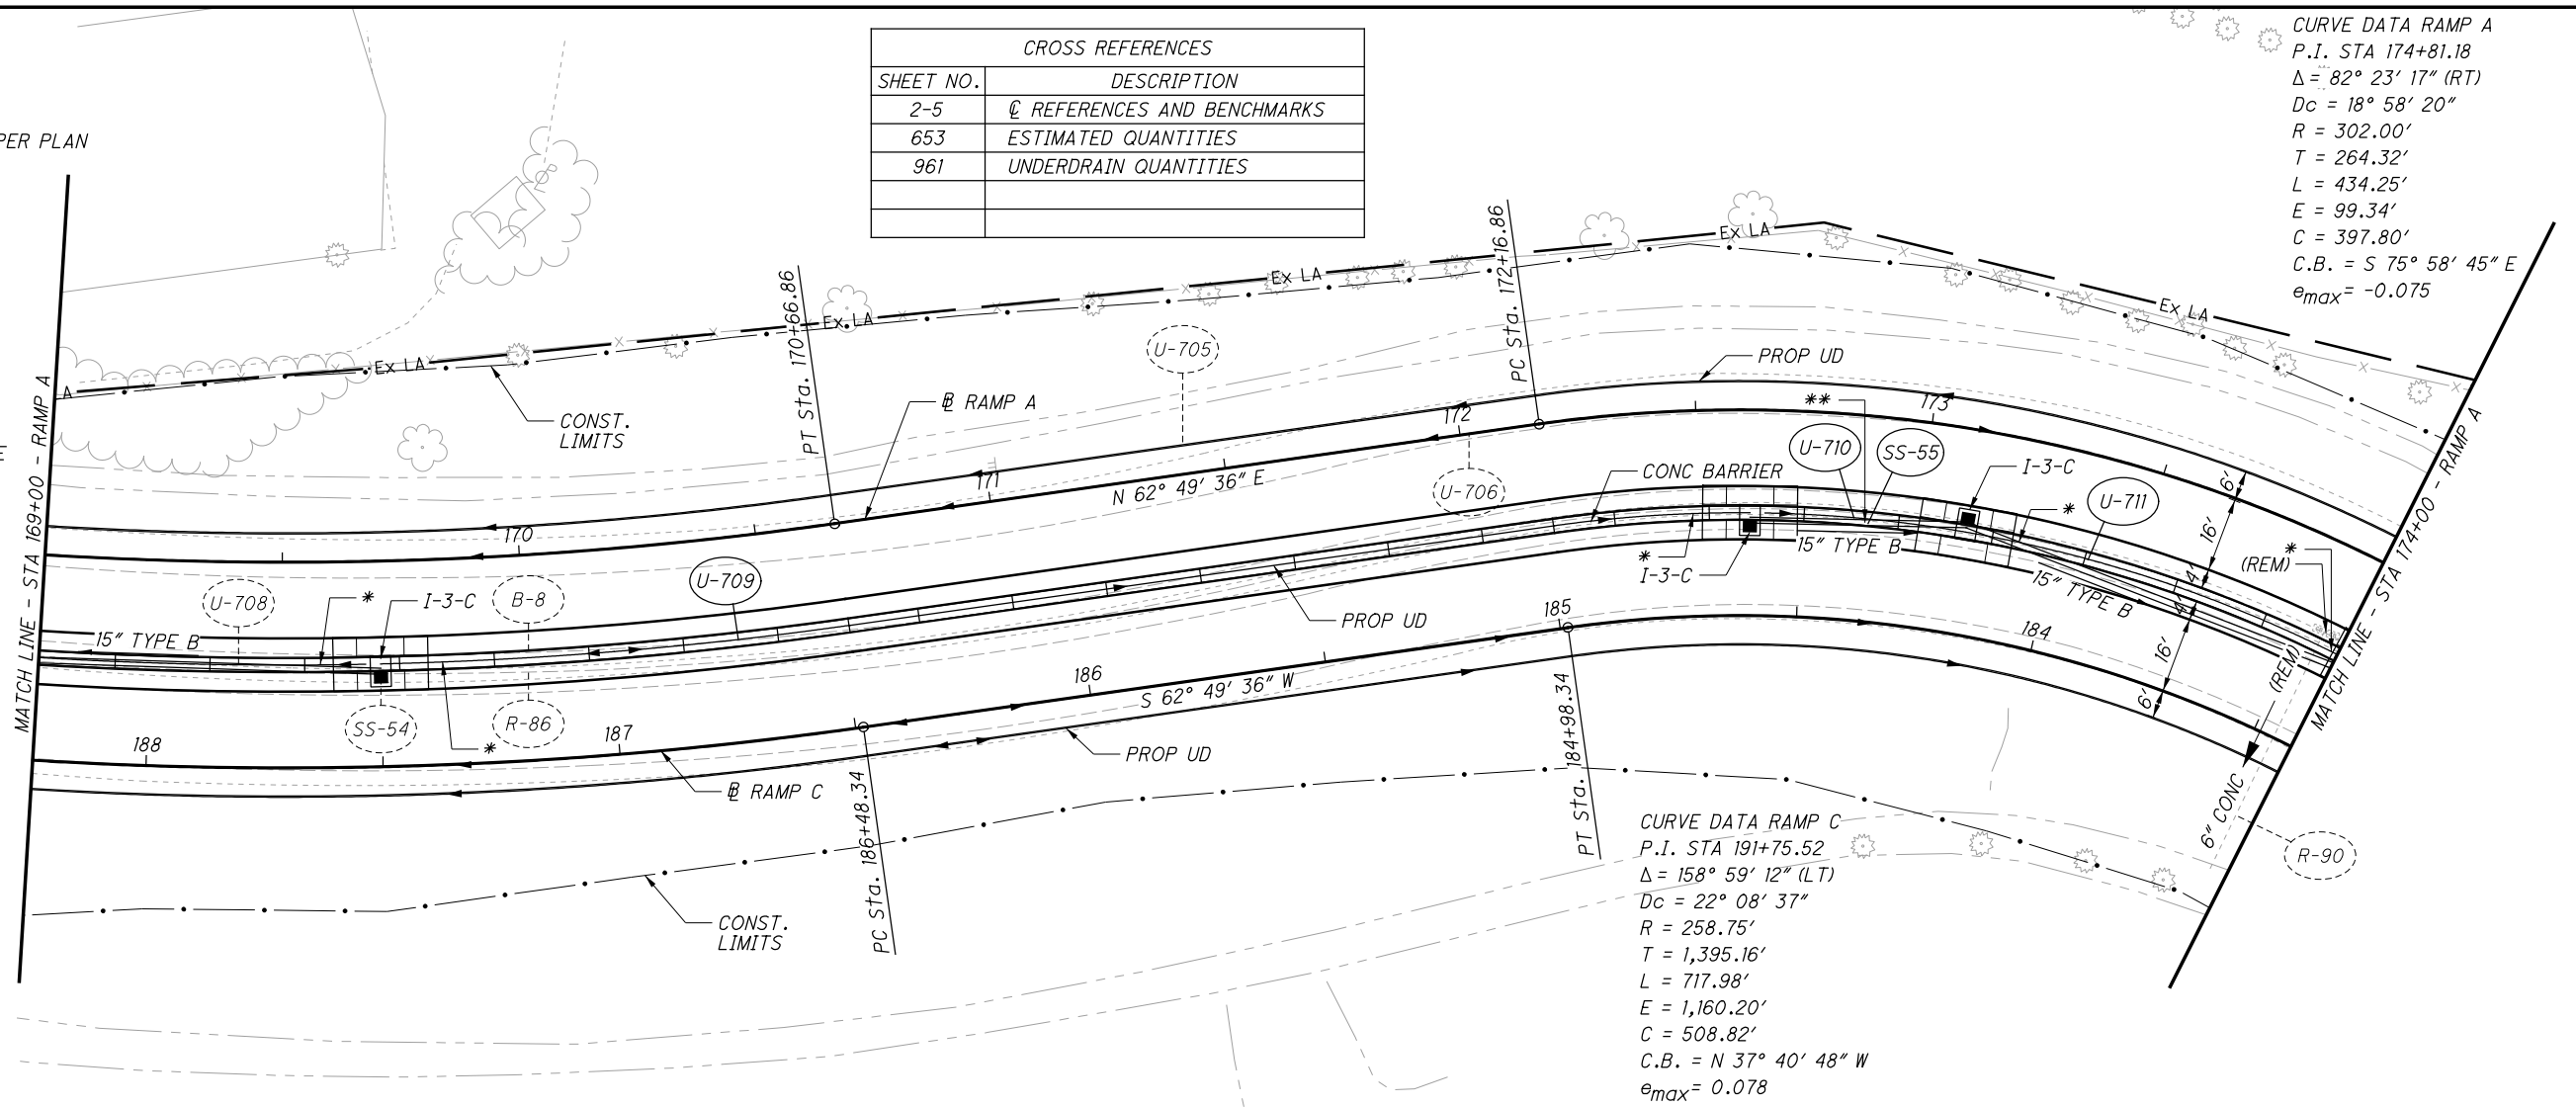 CROSS REFERENCES
SHEET NO. DESCRIPTION
2-5 ℄ REFERENCES AND BENCHMARKS
653 ESTIMATED QUANTITIES
961 UNDERDRAIN QUANTITIES
CURVE DATA RAMP A
P.I. STA 174+81.18
Δ = 82° 23' 17" (RT)
Dc = 18° 58' 20"
R = 302.00'
T = 264.32'
L = 434.25'
E = 99.34'
C = 397.80'
C.B. = S 75° 58' 45" E
emax = -0.075
PER PLAN
MATCH LINE - STA 169+00 - RAMP A
A
Ex LA
Ex LA
Ex LA
Ex LA
Ex LA
CONST.
LIMITS
PT Sta. 170+66.86
PC Sta. 172+16.86
U-705
PROP UD
BL RAMP A
**
173
172
171
170
N 62° 49' 36" E
U-706
CONC BARRIER
U-710
SS-55
I-3-C
U-711
*
6'
16'
4'
4'
16'
6'
*
(REM)
15" TYPE B
15" TYPE B
*
I-3-C
U-709
U-708
*
I-3-C
B-8
15" TYPE B
PROP UD
185
184
186
S 62° 49' 36" W
187
188
SS-54
R-86
*
PROP UD
BL RAMP C
PC Sta. 186+48.34
PT Sta. 184+98.34
CONST.
LIMITS
(REM)
MATCH LINE - STA 174+00 - RAMP A
6" CONC
R-90
CURVE DATA RAMP C
P.I. STA 191+75.52
Δ = 158° 59' 12" (LT)
Dc = 22° 08' 37"
R = 258.75'
T = 1,395.16'
L = 717.98'
E = 1,160.20'
C = 508.82'
C.B. = N 37° 40' 48" W
emax = 0.078